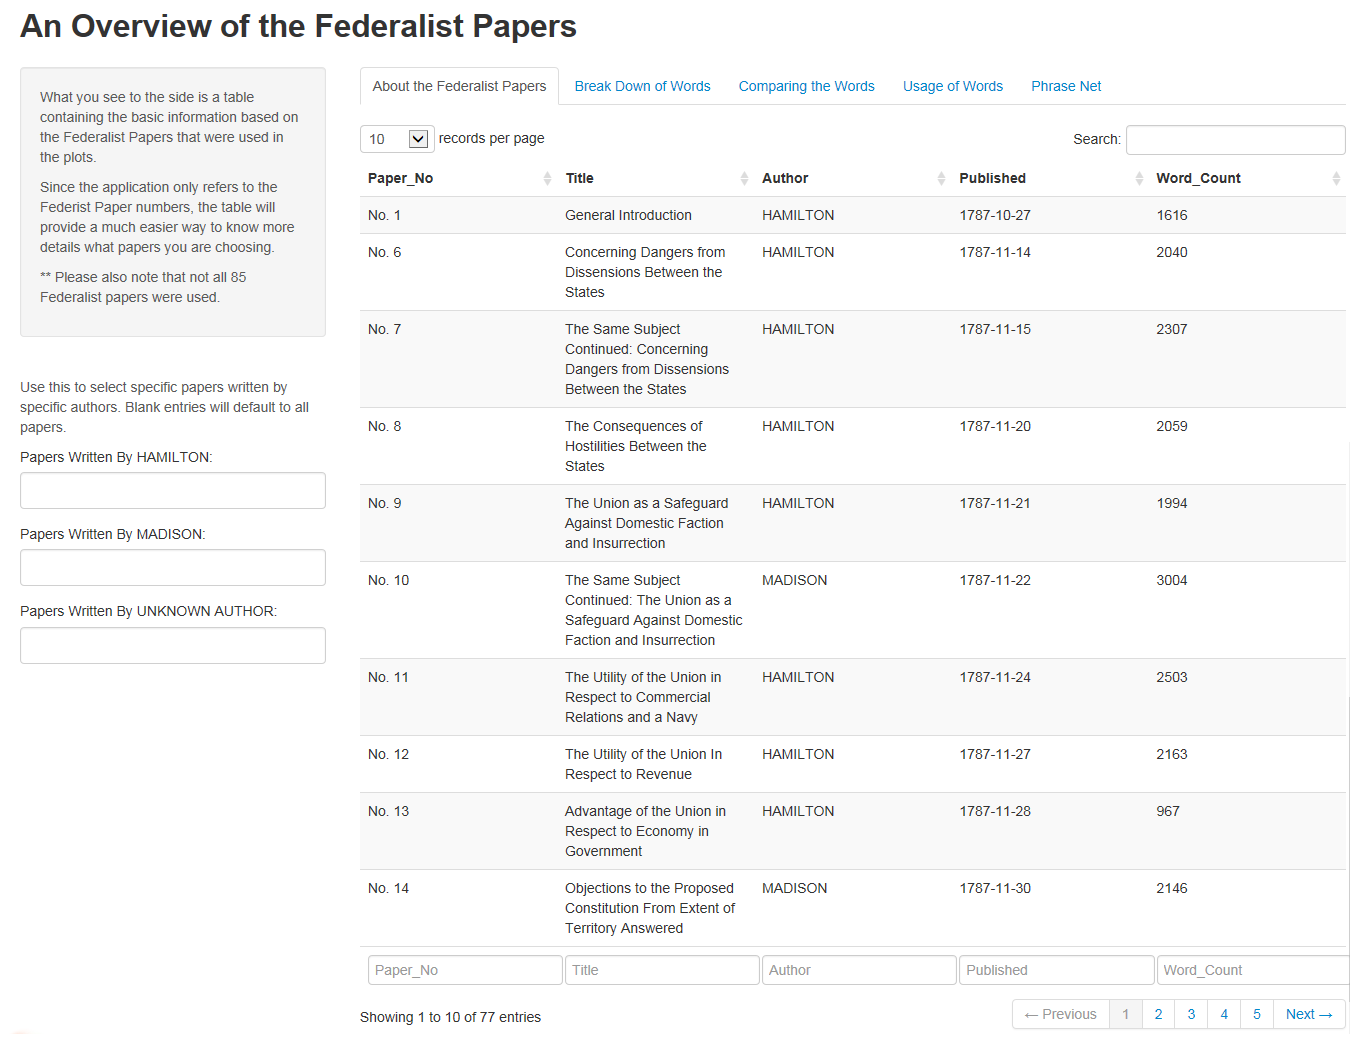 An Overview of the Federalist Papers
What you see to the side is a table
containing the basic information based on
the Federalist Papers that were used in
the plots.
Since the application only refers to the
Federist Paper numbers, the table will
provide a much easier way to know more
details what papers you are choosing.
** Please also note that not all 85
Federalist papers were used.
Use this to select specific papers written by
specific authors. Blank entries will default to all
papers.
Papers Written By HAMILTON:
Papers Written By MADISON:
Papers Written By UNKNOWN AUTHOR:
About the Federalist Papers Break Down of Words Comparing the Words Usage of Words Phrase Net
10 records per page Search:
Paper_No Title Author Published Word_Count
No. 1 General Introduction HAMILTON 1787-10-27 1616
No. 6 Concerning Dangers from HAMILTON 1787-11-14 2040
Dissensions Between the
States
No. 7 The Same Subject HAMILTON 1787-11-15 2307
Continued: Concerning
Dangers from Dissensions
Between the States
No. 8 The Consequences of HAMILTON 1787-11-20 2059
Hostilities Between the
States
No. 9 The Union as a Safeguard HAMILTON 1787-11-21 1994
Against Domestic Faction
and Insurrection
No. 10 The Same Subject MADISON 1787-11-22 3004
Continued: The Union as a
Safeguard Against Domestic
Faction and Insurrection
No. 11 The Utility of the Union in HAMILTON 1787-11-24 2503
Respect to Commercial
Relations and a Navy
No. 12 The Utility of the Union In HAMILTON 1787-11-27 2163
Respect to Revenue
No. 13 Advantage of the Union in HAMILTON 1787-11-28 967
Respect to Economy in
Government
No. 14 Objections to the Proposed MADISON 1787-11-30 2146
Constitution From Extent of
Territory Answered
Paper_No Title Author Published Word_Count
Showing 1 to 10 of 77 entries ← Previous 1 2 3 4 5 Next →